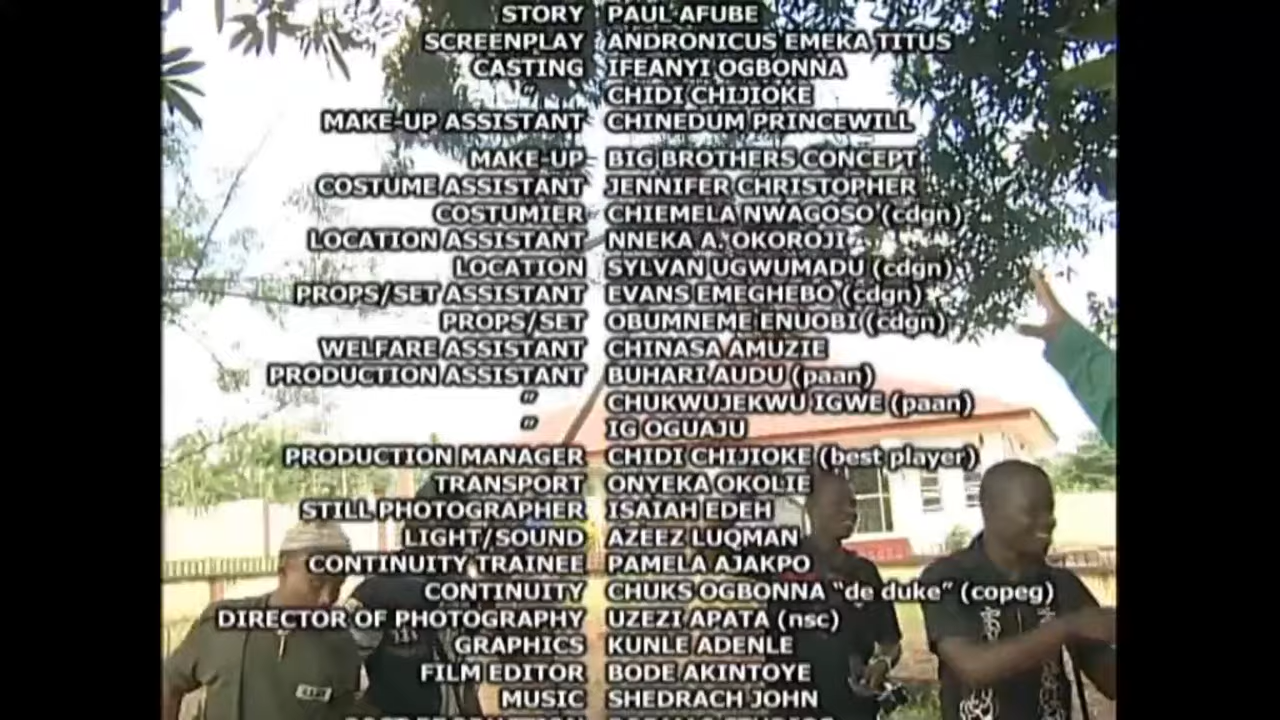 STORY PAUL AFUBE
SCREENPLAY ANDRONICUS EMEKA TITUS
CASTING IFEANYI OGBONNA
" CHIDI CHIJIOKE
MAKE-UP ASSISTANT CHINEDUM PRINCEWILL
MAKE-UP BIG BROTHERS CONCEPT
COSTUME ASSISTANT JENNIFER CHRISTOPHER
COSTUMIER CHIEMELA NWAGOSO (cdgn)
LOCATION ASSISTANT NNEKA A. OKOROJI
LOCATION SYLVAN UGWUMADU (cdgn)
PROPS/SET ASSISTANT EVANS EMEGHEBO (cdgn)
PROPS/SET OBUMNEME ENUOBI (cdgn)
WELFARE ASSISTANT CHINASA AMUZIE
PRODUCTION ASSISTANT BUHARI AUDU (paan)
" CHUKWUJEKWU IGWE (paan)
" IG OGUAJU
PRODUCTION MANAGER CHIDI CHIJIOKE (best player)
TRANSPORT ONYEKA OKOLIE
STILL PHOTOGRAPHER ISAIAH EDEH
LIGHT/SOUND AZEEZ LUQMAN
CONTINUITY TRAINEE PAMELA AJAKPO
CONTINUITY CHUKS OGBONNA "de duke" (copeg)
DIRECTOR OF PHOTOGRAPHY UZEZI APATA (nsc)
GRAPHICS KUNLE ADENLE
FILM EDITOR BODE AKINTOYE
MUSIC SHEDRACH JOHN